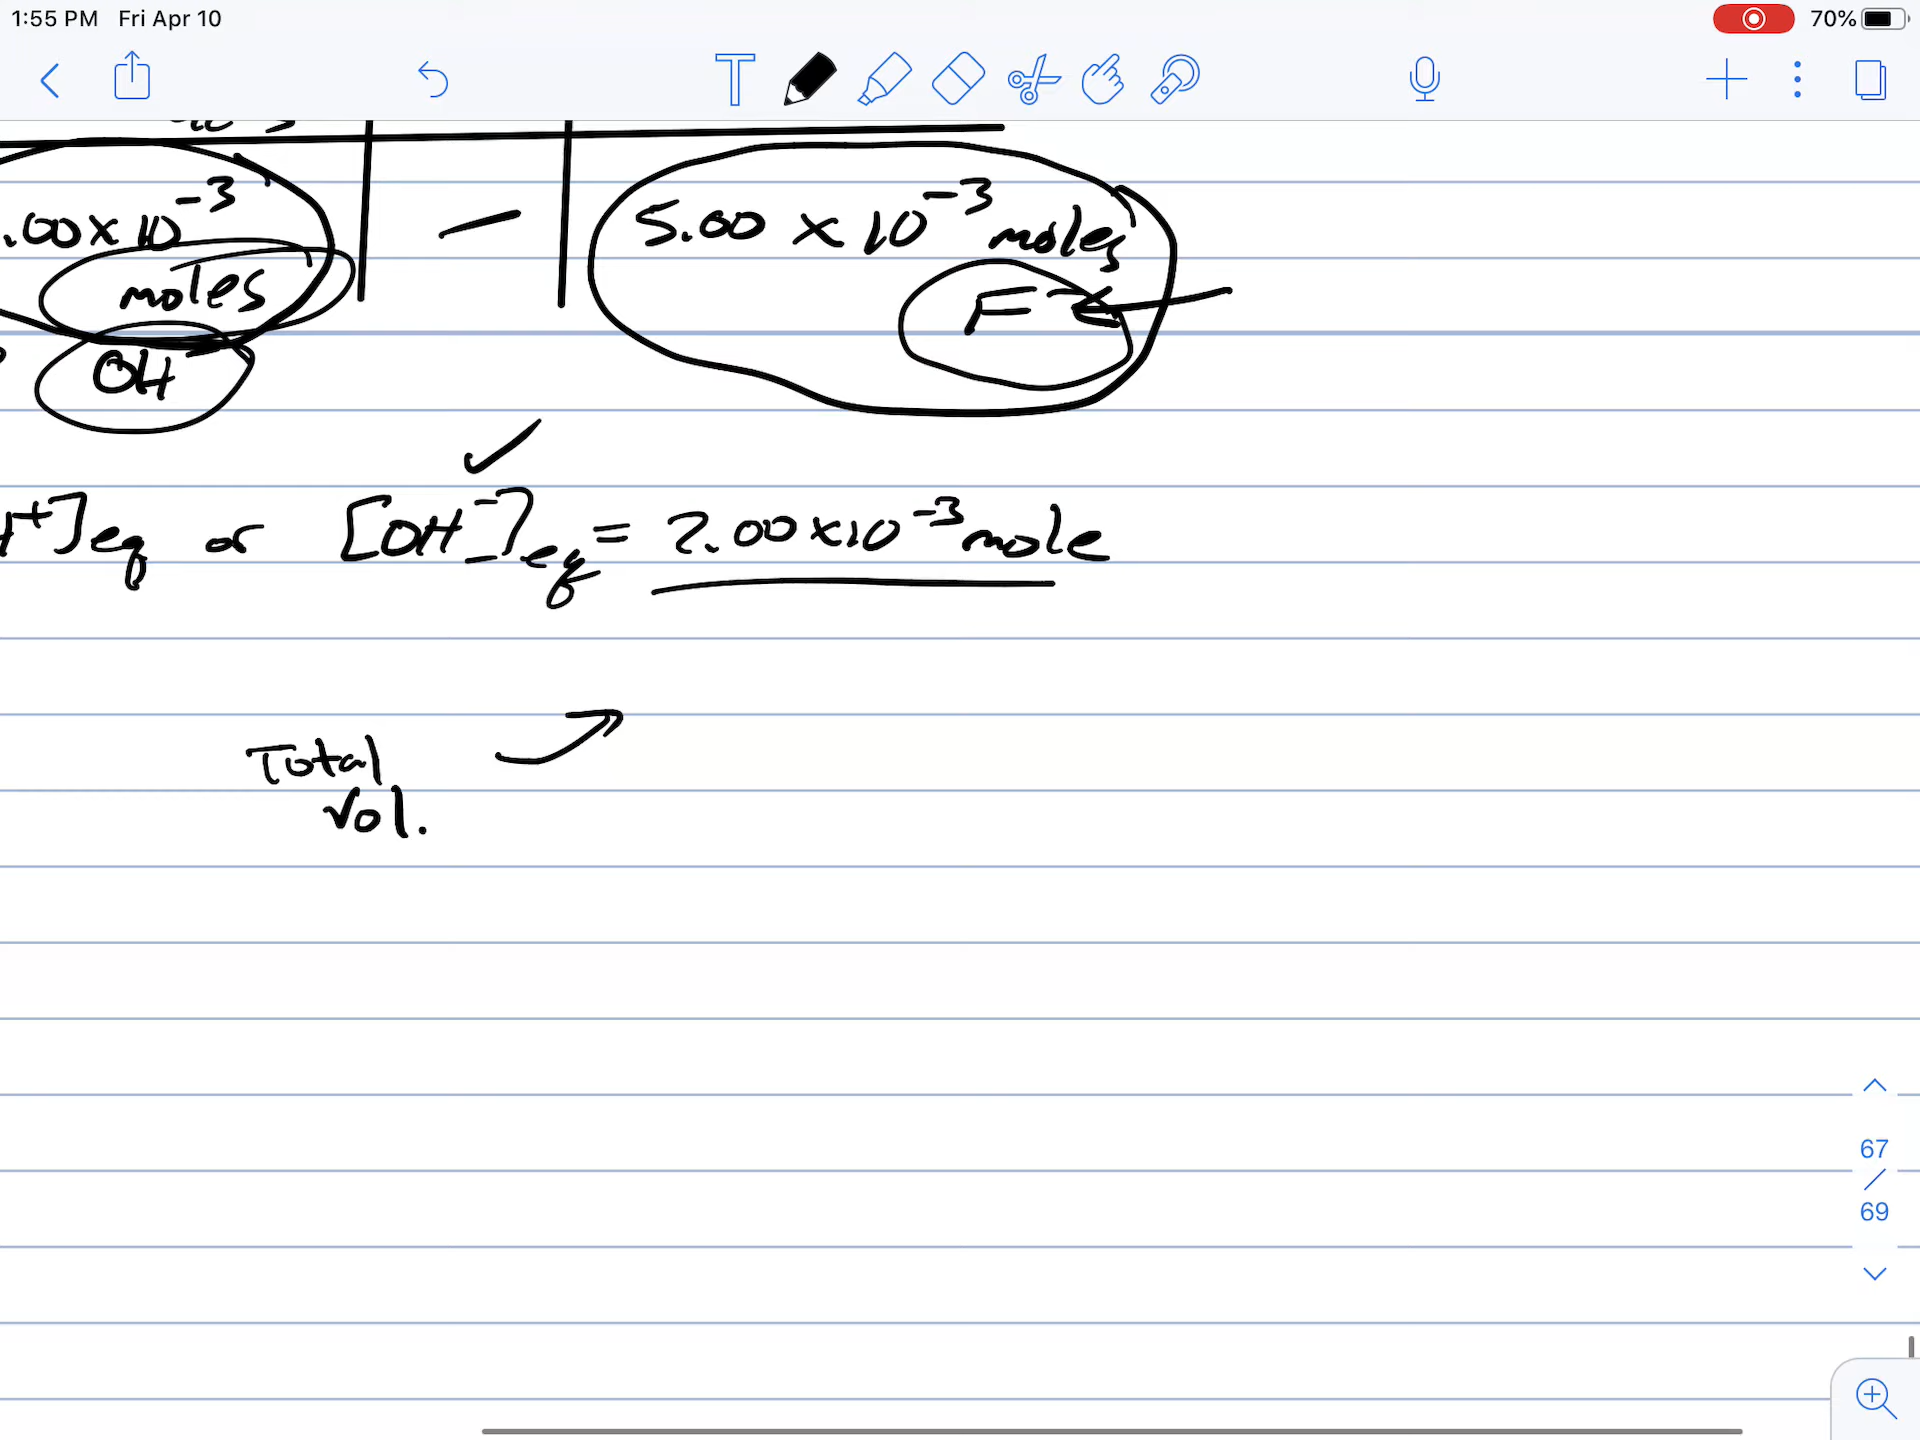 1:55 PM Fri Apr 10
70%
.00 x 10⁻³
moles
OH⁻
—
5.00 x 10⁻³ moles
F⁻
⁺]eq or [OH⁻]eq = 2.00 x 10⁻³ mole
Total
Vol.
67
/
69